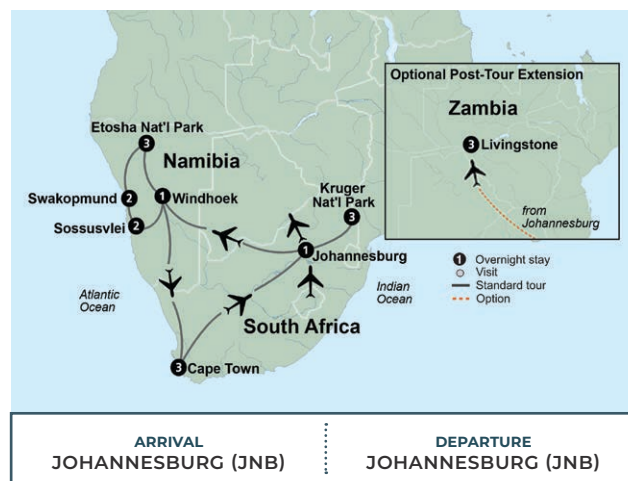 Optional Post-Tour Extension
Zambia
3 Livingstone
from
Johannesburg
Etosha Nat'l Park
3
Namibia
Swakopmund 2
1 Windhoek
Sossusvlei 2
Kruger
Nat'l Park
3
1 Johannesburg
Atlantic
Ocean
Indian
Ocean
South Africa
3 Cape Town
1 Overnight stay
Visit
Standard tour
Option
ARRIVAL
JOHANNESBURG (JNB)
DEPARTURE
JOHANNESBURG (JNB)